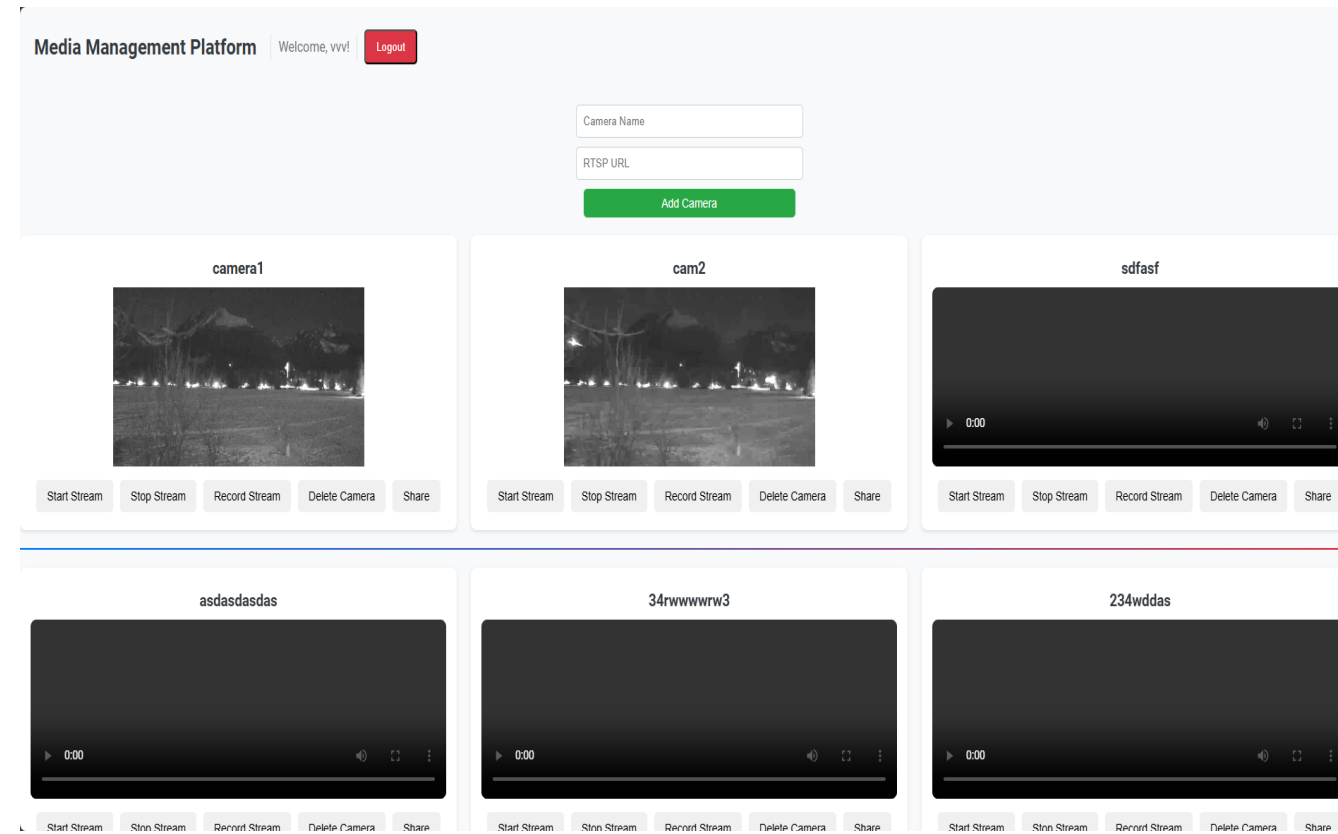 Media Management Platform Welcome, vvv! Logout
Camera Name
RTSP URL
Add Camera
camera1 cam2 sdfasf
0:00
Start Stream Stop Stream Record Stream Delete Camera Share Start Stream Stop Stream Record Stream Delete Camera Share Start Stream Stop Stream Record Stream Delete Camera Share
asdasdasdas 34rwwwwrw3 234wddas
0:00 0:00 0:00
Start Stream Stop Stream Record Stream Delete Camera Share Start Stream Stop Stream Record Stream Delete Camera Share Start Stream Stop Stream Record Stream Delete Camera Share